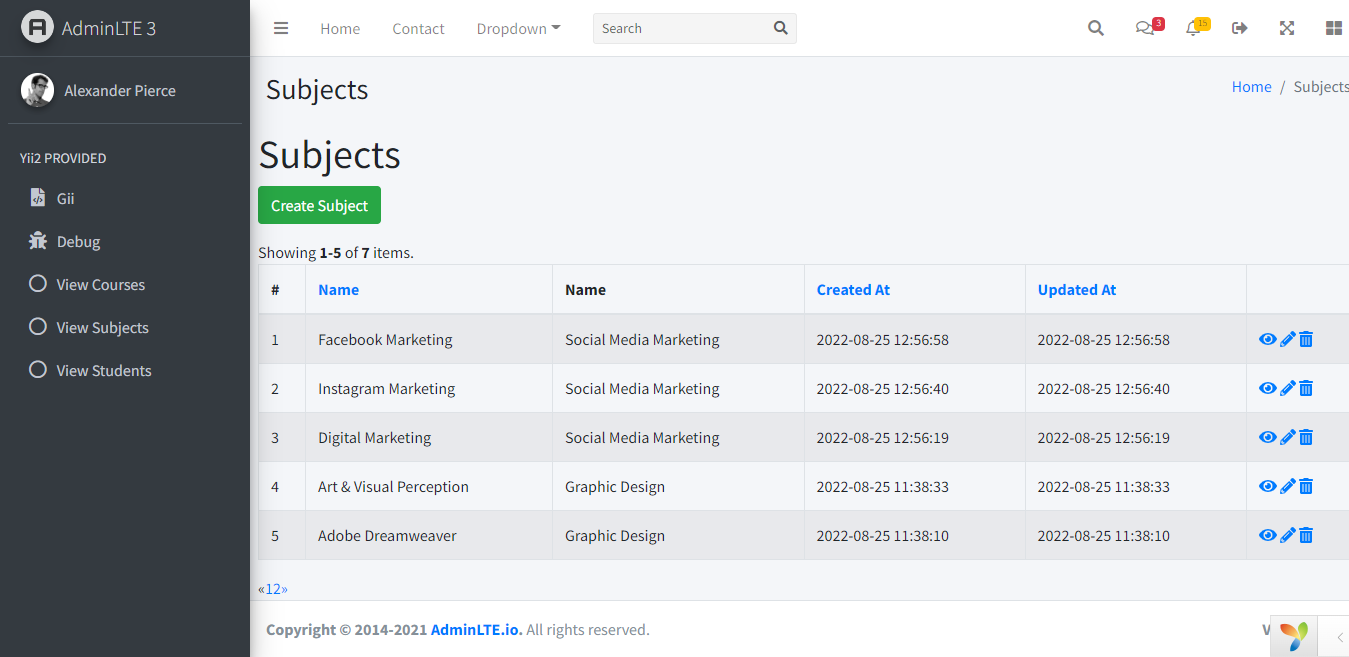 AdminLTE 3
Home Contact Dropdown Search 3 15
Alexander Pierce
Subjects
Home / Subjects
Yii2 PROVIDED
Gii
Debug
View Courses
View Subjects
View Students
Subjects
Create Subject
Showing 1-5 of 7 items.
# Name Name Created At Updated At
1 Facebook Marketing Social Media Marketing 2022-08-25 12:56:58 2022-08-25 12:56:58
2 Instagram Marketing Social Media Marketing 2022-08-25 12:56:40 2022-08-25 12:56:40
3 Digital Marketing Social Media Marketing 2022-08-25 12:56:19 2022-08-25 12:56:19
4 Art & Visual Perception Graphic Design 2022-08-25 11:38:33 2022-08-25 11:38:33
5 Adobe Dreamweaver Graphic Design 2022-08-25 11:38:10 2022-08-25 11:38:10
«12»
Copyright © 2014-2021 AdminLTE.io. All rights reserved.